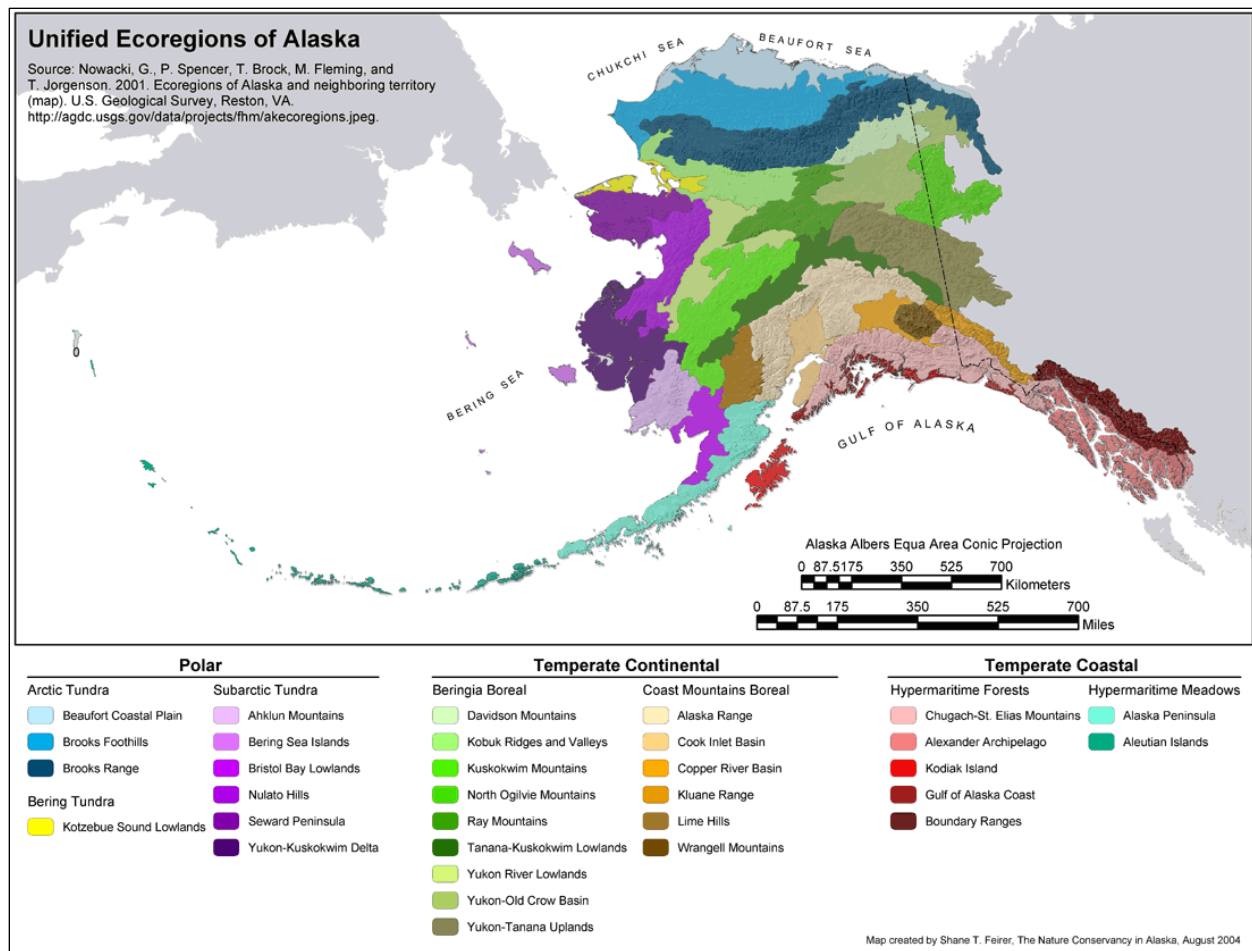 Unified Ecoregions of Alaska
Source: Nowacki, G., P. Spencer, T. Brock, M. Fleming, and
T. Jorgenson. 2001. Ecoregions of Alaska and neighboring territory
(map). U.S. Geological Survey, Reston, VA.
http://agdc.usgs.gov/data/projects/fhm/akecoregions.jpeg.
CHUKCHI SEA
BEAUFORT SEA
0
BERING SEA
GULF OF ALASKA
Alaska Albers Equa Area Conic Projection
0 87.5175 350 525 700
Kilometers
0 87.5 175 350 525 700
Miles
Polar
Arctic Tundra
Beaufort Coastal Plain
Brooks Foothills
Brooks Range
Bering Tundra
Kotzebue Sound Lowlands
Subarctic Tundra
Ahklun Mountains
Bering Sea Islands
Bristol Bay Lowlands
Nulato Hills
Seward Peninsula
Yukon-Kuskokwim Delta
Temperate Continental
Beringia Boreal
Davidson Mountains
Kobuk Ridges and Valleys
Kuskokwim Mountains
North Ogilvie Mountains
Ray Mountains
Tanana-Kuskokwim Lowlands
Yukon River Lowlands
Yukon-Old Crow Basin
Yukon-Tanana Uplands
Coast Mountains Boreal
Alaska Range
Cook Inlet Basin
Copper River Basin
Kluane Range
Lime Hills
Wrangell Mountains
Temperate Coastal
Hypermaritime Forests
Chugach-St. Elias Mountains
Alexander Archipelago
Kodiak Island
Gulf of Alaska Coast
Boundary Ranges
Hypermaritime Meadows
Alaska Peninsula
Aleutian Islands
Map created by Shane T. Feirer, The Nature Conservancy in Alaska, August 2004